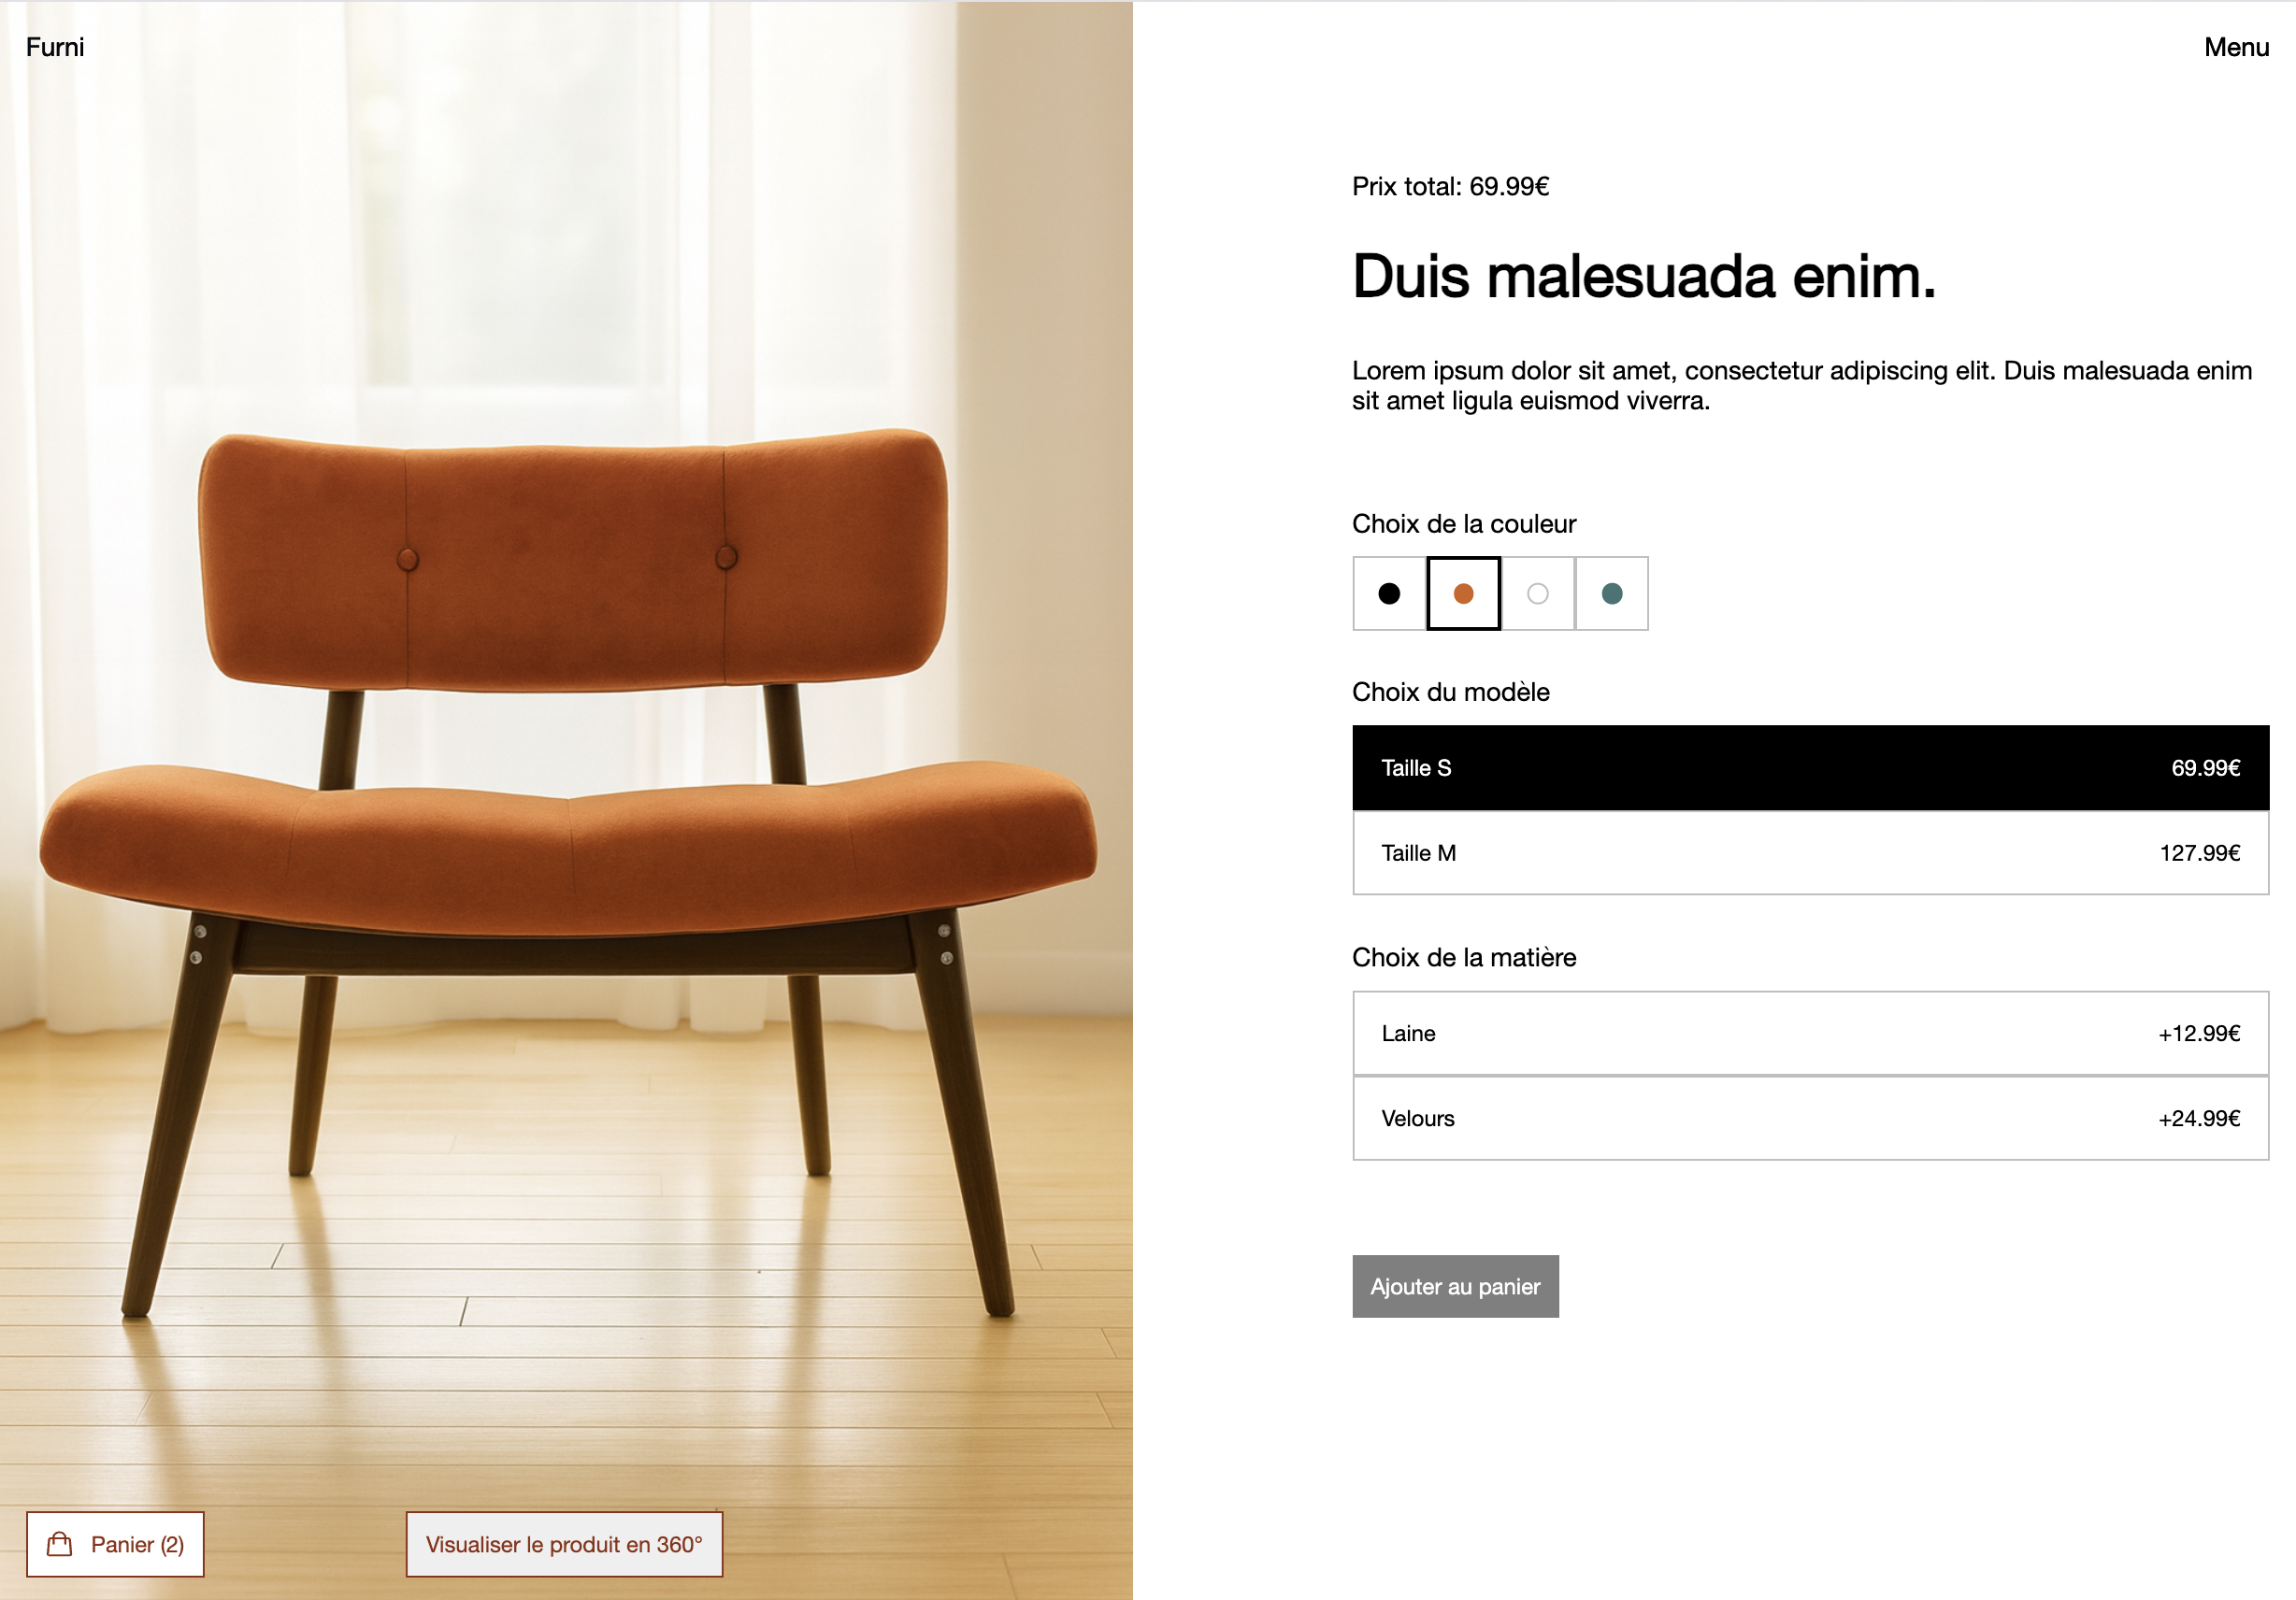 Furni
Menu
Prix total: 69.99€
Duis malesuada enim.
Lorem ipsum dolor sit amet, consectetur adipiscing elit. Duis malesuada enim
sit amet ligula euismod viverra.
Choix de la couleur
Choix du modèle
Taille S 69.99€
Taille M 127.99€
Choix de la matière
Laine +12.99€
Velours +24.99€
Ajouter au panier
Panier (2)
Visualiser le produit en 360°